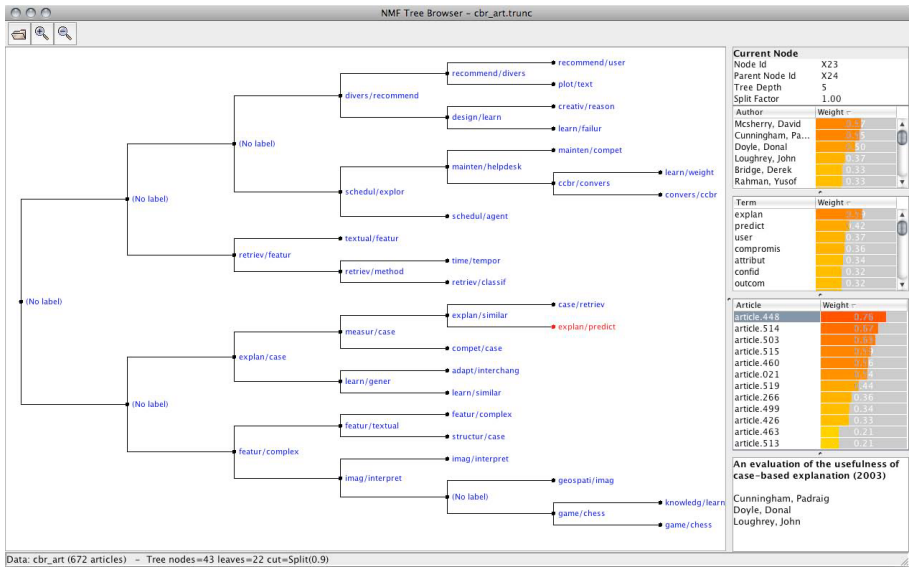 NMF Tree Browser - cbr_art.trunc
recommend/user
recommend/divers
plot/text
divers/recommend
creativ/reason
design/learn
learn/failur
(No label)
mainten/compet
mainten/helpdesk
learn/weight
ccbr/convers
schedul/explor
convers/ccbr
(No label)
schedul/agent
textual/featur
retriev/featur
time/tempor
retriev/method
retriev/classif
(No label)
case/retriev
explan/similar
explan/predict
measur/case
compet/case
explan/case
adapt/interchang
learn/gener
learn/similar
(No label)
featur/complex
featur/textual
structur/case
featur/complex
imag/interpret
imag/interpret
geospati/imag
(No label)
knowledg/learn
game/chess
game/chess
Current Node
Node Id X23
Parent Node Id X24
Tree Depth 5
Split Factor 1.00
Author Weight
Mcsherry, David
Cunningham, Pa...
Doyle, Donal
Loughrey, John 0.37
Bridge, Derek 0.33
Rahman, Yusof 0.33
Term Weight
explan
predict
user 0.37
compromis 0.36
attribut 0.34
confid 0.32
outcom 0.32
Article Weight
article.448 0.76
article.514 0.67
article.503
article.515
article.460
article.021
article.519
article.266 0.36
article.499 0.34
article.426 0.33
article.463 0.21
article.513 0.21
An evaluation of the usefulness of
case-based explanation (2003)
Cunningham, Padraig
Doyle, Donal
Loughrey, John
Data: cbr_art (672 articles) - Tree nodes=43 leaves=22 cut=Split(0.9)